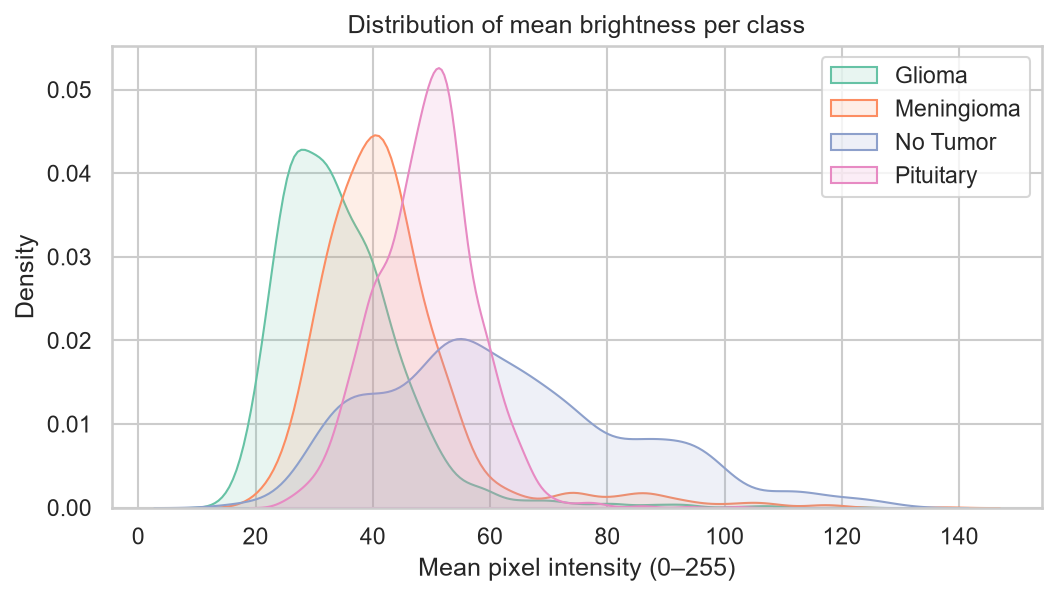 Distribution of mean brightness per class
Glioma
Meningioma
No Tumor
Pituitary
Density
0.05
0.04
0.03
0.02
0.01
0.00
0 20 40 60 80 100 120 140
Mean pixel intensity (0–255)